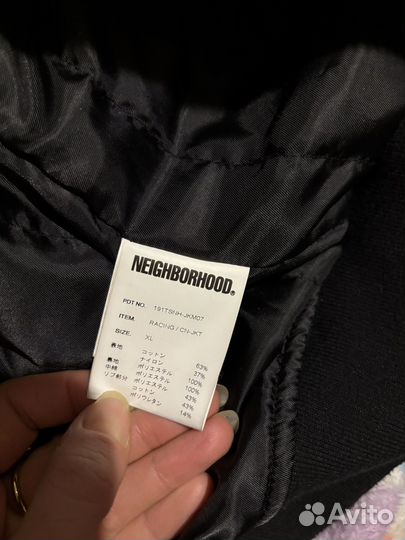 NEIGHBORHOOD®
PDT NO. 191TSNH-JKM07
ITEM. RACING / CN-JKT
SIZE. XL
表地 コットン 63%
ナイロン 37%
裏地 ポリエステル 100%
中綿 ポリエステル 100%
リブ部分 ポリエステル 43%
コットン 43%
ポリウレタン 14%
Avito